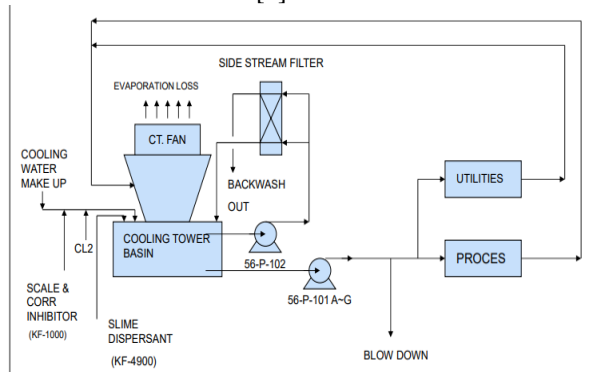 SIDE STREAM FILTER
EVAPORATION LOSS
CT. FAN
COOLING
WATER
MAKE UP
BACKWASH
OUT
UTILITIES
CL2
COOLING TOWER
BASIN
56-P-102
PROCES
SCALE &
CORR
INHIBITOR
(KF-1000)
56-P-101 A~G
SLIME
DISPERSANT
(KF-4900)
BLOW DOWN